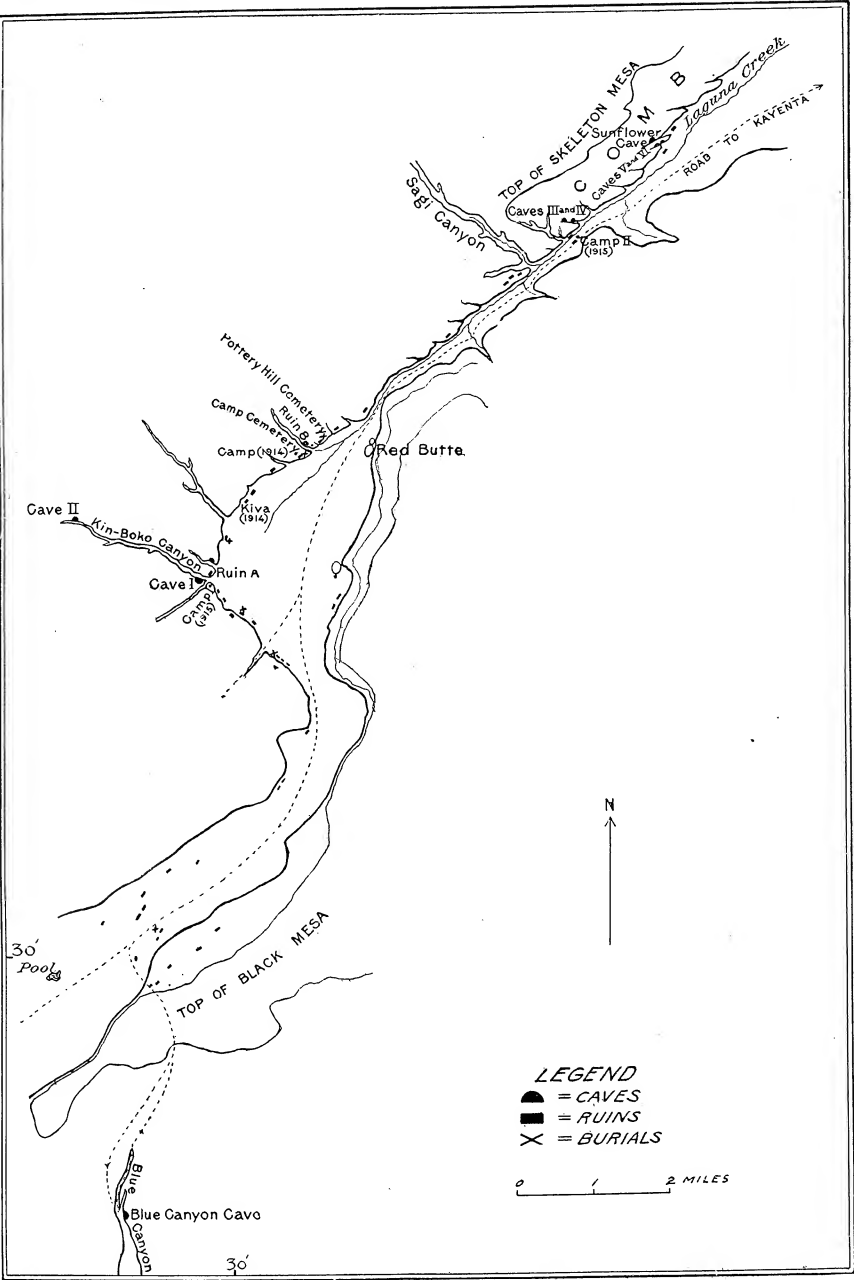 TOP OF SKELETON MESA
COMB
Laguna Creek
Sunflower
Cave
Caves V and VI
ROAD TO KAYENTA
Sagi Canyon
Caves III and IV
Camp II
(1915)
Pottery Hill Cemetery
Ruin B
Camp Cemetery
Camp (1914)
Red Butte
Kiva
(1914)
Cave II
Kin-Boko Canyon
Ruin A
Cave I
Camp I
(1915)
N
30'
Pool
TOP OF BLACK MESA
LEGEND
= CAVES
= RUINS
= BURIALS
0 1 2 MILES
Blue Canyon
Blue Canyon Cave
30'